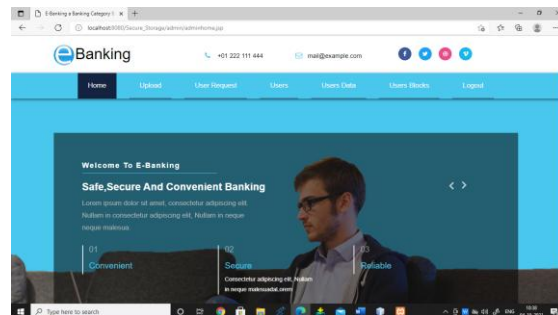 E-Banking a Banking Category
localhost:8080/Secure_Storage/admin/adminhome.jsp
eBanking
+01 222 111 444
mail@example.com
Home Upload User Request Users Users Data Users Blocks Logout
Welcome To E-Banking
Safe,Secure And Convenient Banking
Lorem ipsum dolor sit amet, consectetur adipiscing elit,
Nullam in consectetur adipiscing elit, Nullam in neque
neque malesua.
01
Convenient
02
Secure
Consectetur adipiscing elit, Nullam
in neque malesuadal,orem
03
Reliable
Type here to search
ENG